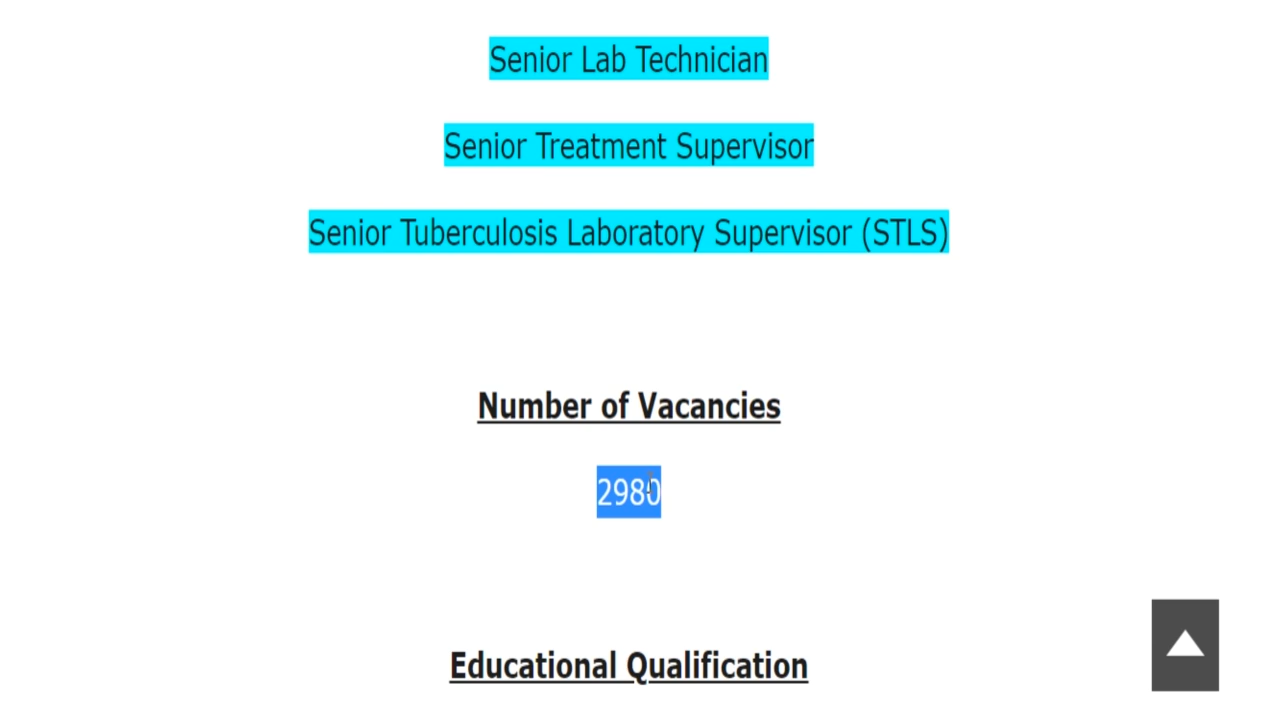 Senior Lab Technician
Senior Treatment Supervisor
Senior Tuberculosis Laboratory Supervisor (STLS)
Number of Vacancies
2980
Educational Qualification